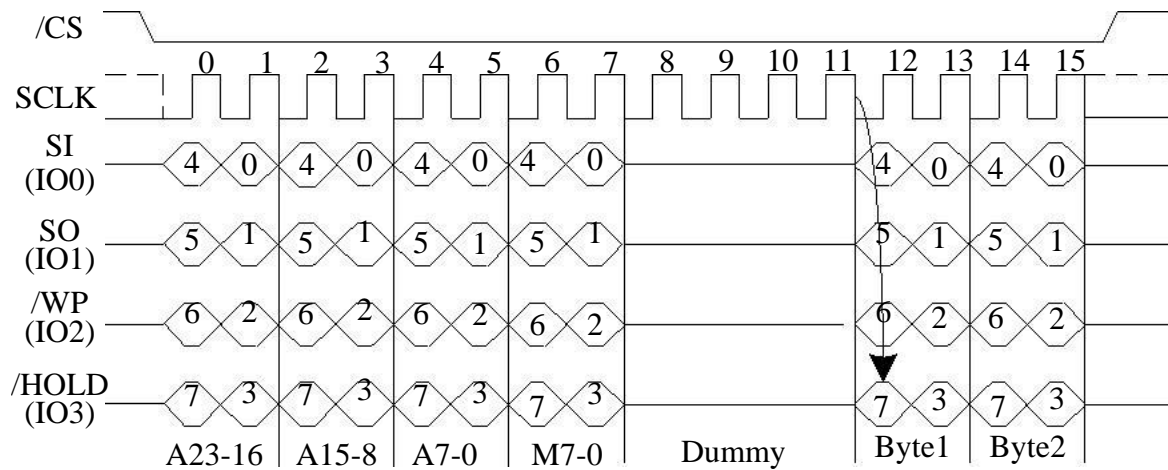 /CS
0 1 2 3 4 5 6 7 8 9 10 11 12 13 14 15
SCLK
SI
(IO0)
4 0 4 0 4 0 4 0 4 0 4 0
SO
(IO1)
5 1 5 1 5 1 5 1 5 1 5 1
/WP
(IO2)
6 2 6 2 6 2 6 2 6 2 6 2
/HOLD
(IO3)
7 3 7 3 7 3 7 3 7 3 7 3
A23-16 A15-8 A7-0 M7-0 Dummy Byte1 Byte2